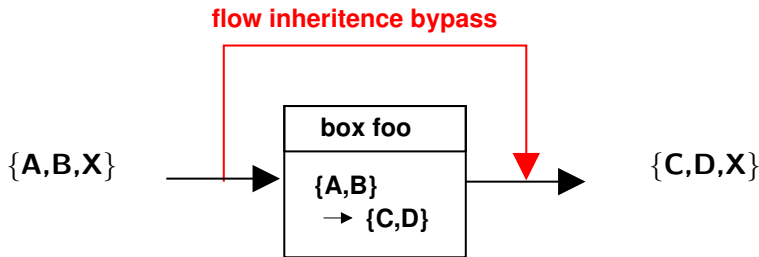 flow inheritence bypass
box foo
{A,B,X}
{A,B}
→ {C,D}
{C,D,X}